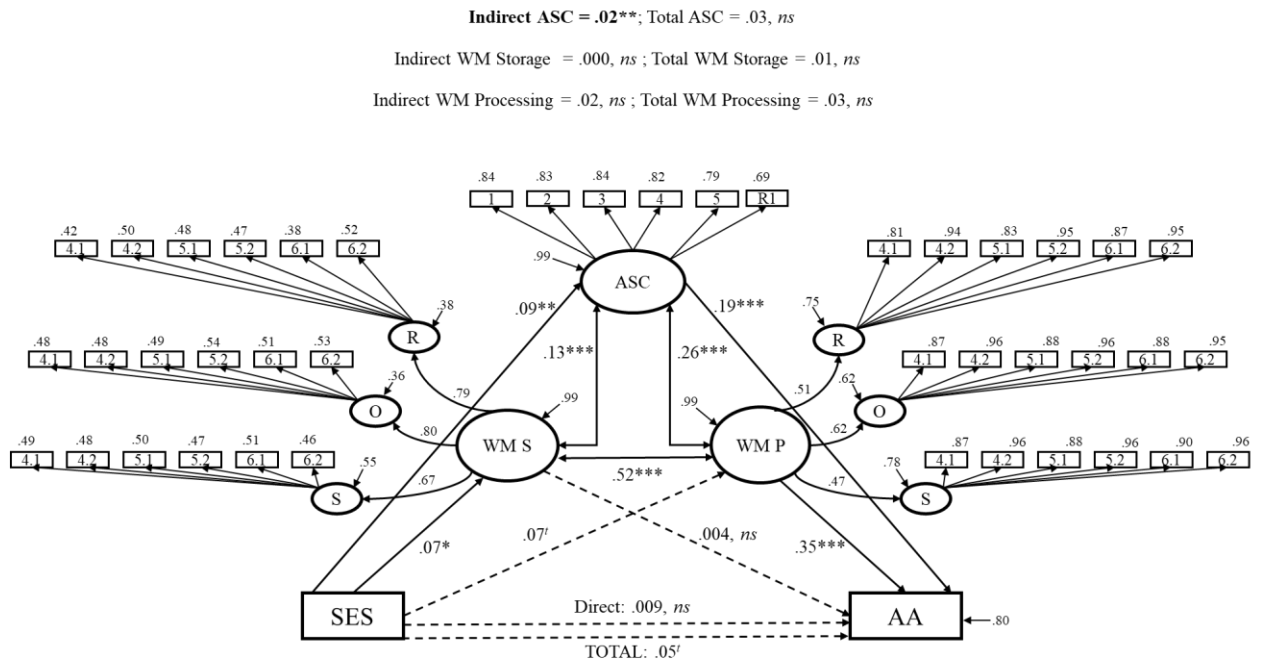 Indirect ASC = .02**; Total ASC = .03, ns
Indirect WM Storage = .000, ns ; Total WM Storage = .01, ns
Indirect WM Processing = .02, ns ; Total WM Processing = .03, ns
.84 .83 .84 .82 .79 .69
1 2 3 4 5 R1
.42 .50 .48 .47 .38 .52
4.1 4.2 5.1 5.2 6.1 6.2
.81 .94 .83 .95 .87 .95
4.1 4.2 5.1 5.2 6.1 6.2
.99
ASC
.38
R
.09**
.19***
.75
R
.48 .48 .49 .54 .51 .53
4.1 4.2 5.1 5.2 6.1 6.2
.13***
.26***
.87 .96 .88 .96 .88 .95
4.1 4.2 5.1 5.2 6.1 6.2
.36
O
.79
.51
.62
O
.99
WM S
.99
WM P
.80
.62
.49 .48 .50 .47 .51 .46
4.1 4.2 5.1 5.2 6.1 6.2
.87 .96 .88 .96 .90 .96
4.1 4.2 5.1 5.2 6.1 6.2
.55
S
.67
.52***
.47
.78
S
.07*
.07t
.004, ns
.35***
SES
Direct: .009, ns
AA
.80
TOTAL: .05t